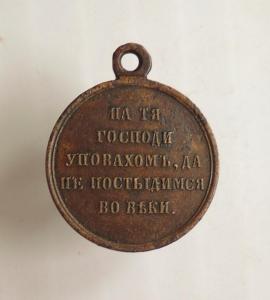 НА ТЯ
ГОСПОДИ
УПОВАХОМЪ, ДА
НЕ ПОСТЫДИМСЯ
ВО ВѢКИ.